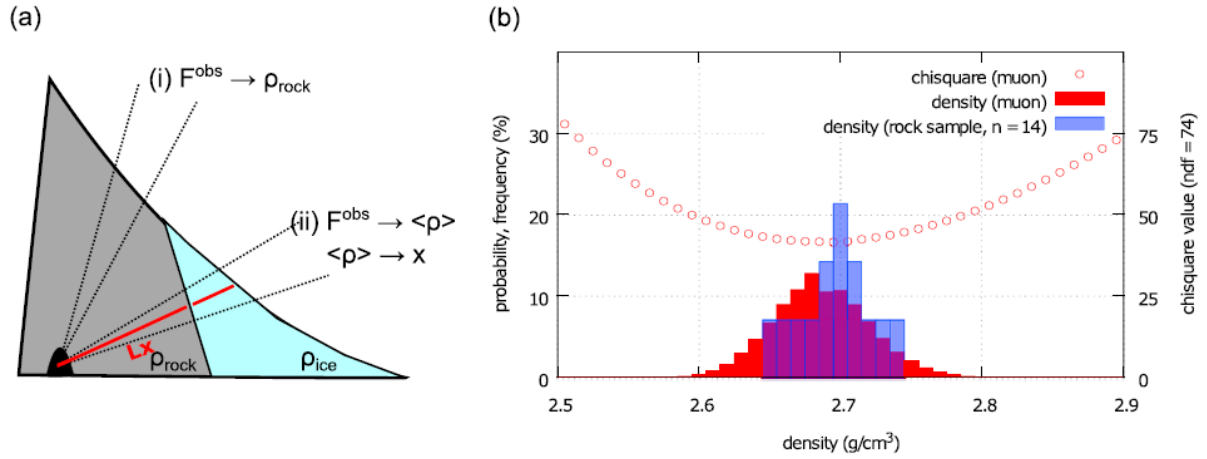 (a)
(i) F^obs → ρ_rock
(ii) F^obs → <ρ>
<ρ> → x
Lx
ρ_rock
ρ_ice
(b)
chisquare (muon)
density (muon)
density (rock sample, n = 14)
probability, frequency (%)
30
20
10
0
75
50
25
0
chisquare value (ndf = 74)
2.5 2.6 2.7 2.8 2.9
density (g/cm³)